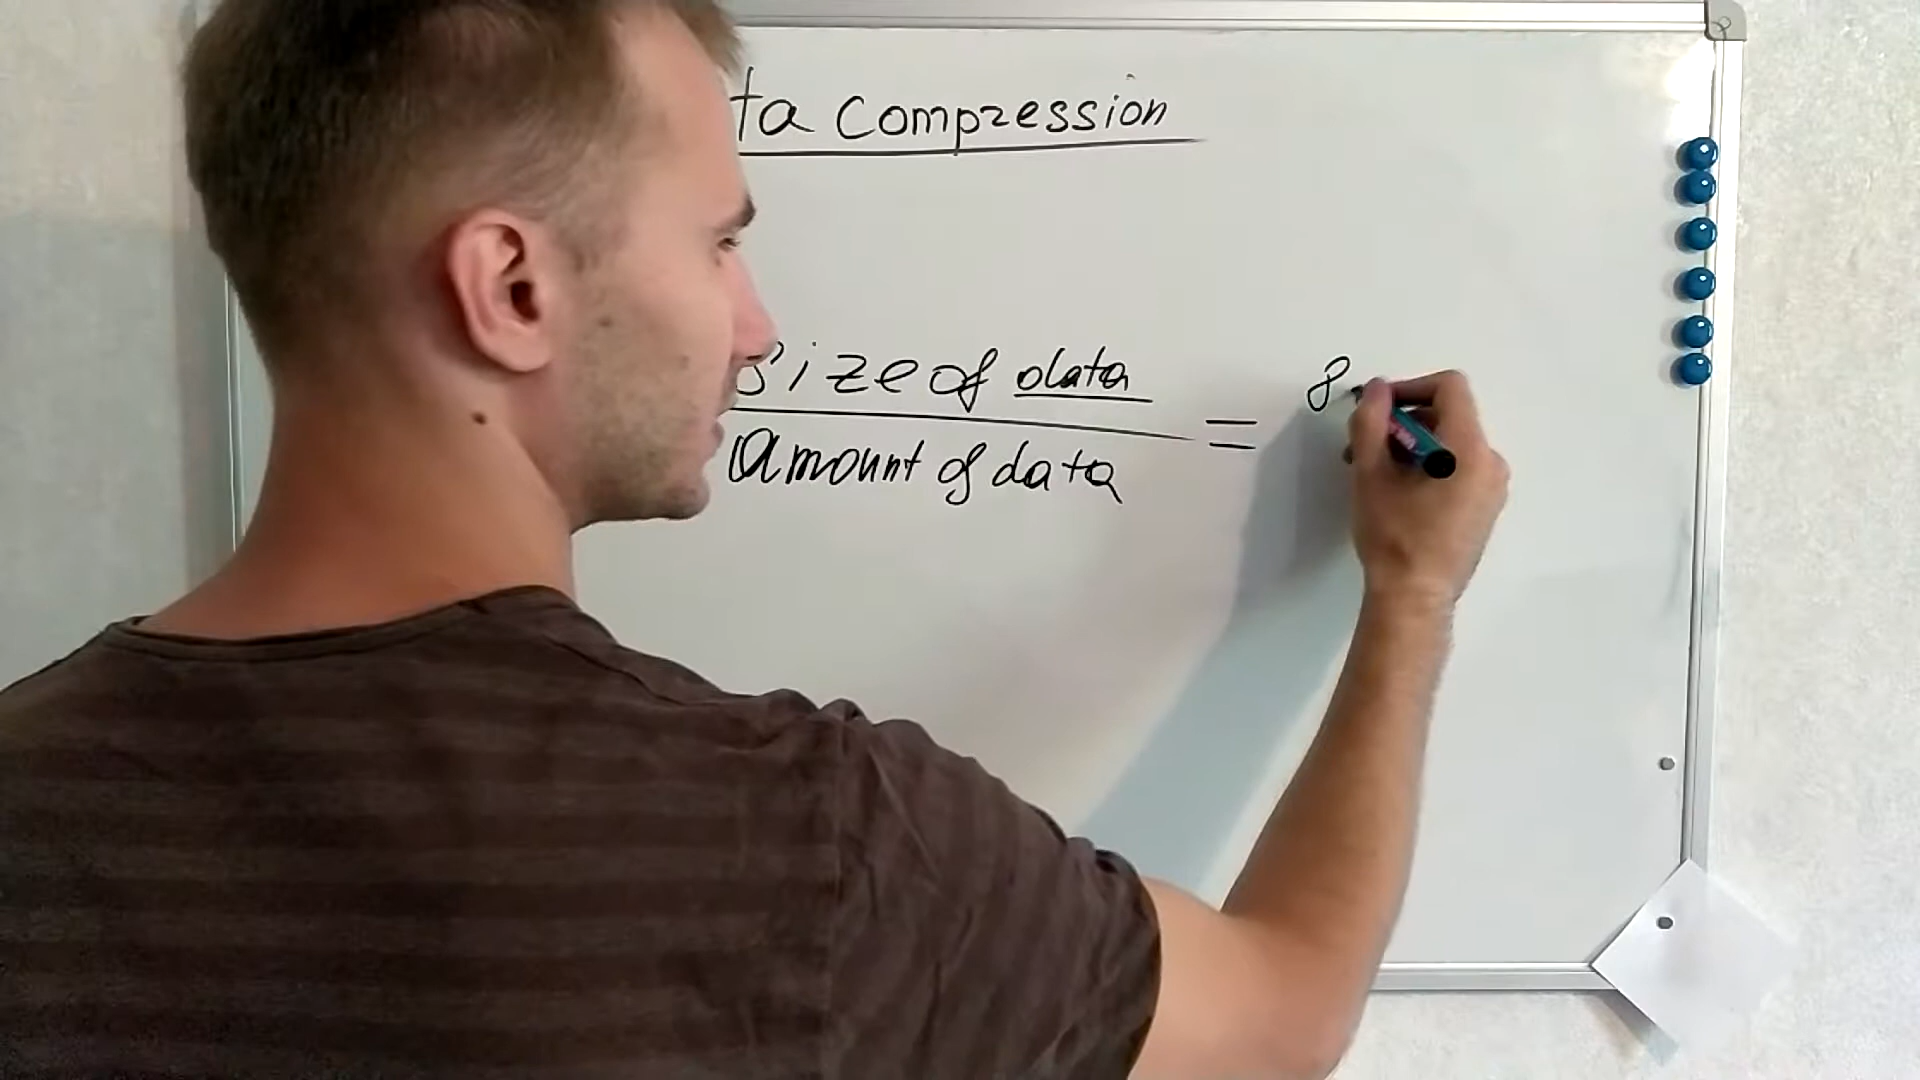 ta compression
size of data
Amount of data
=
8